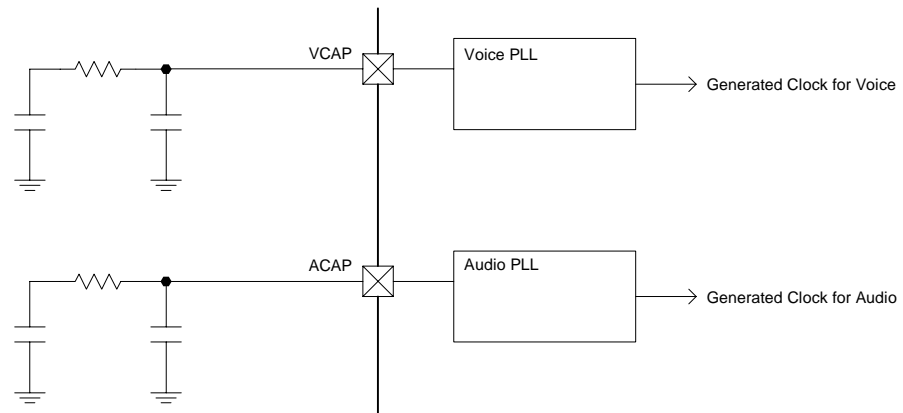 VCAP
Voice PLL
Generated Clock for Voice
ACAP
Audio PLL
Generated Clock for Audio